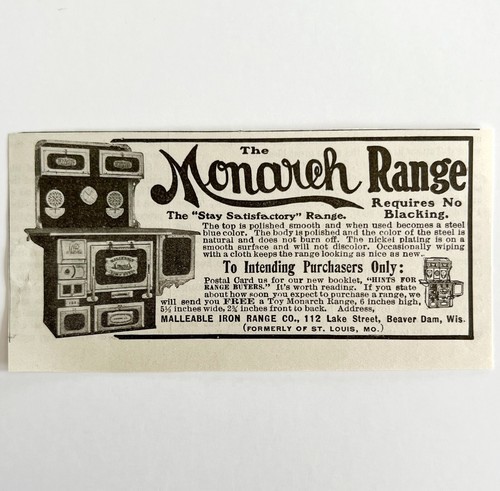 The
Monarch Range
Requires No
Blacking.
The "Stay Satisfactory" Range.
The top is polished smooth and when used becomes a steel
blue color. The body is polished and the color of the steel is
natural and does not burn off. The nickel plating is on a
smooth surface and will not discolor. Occasionally wiping
with a cloth keeps the range looking as nice as new.
To Intending Purchasers Only:
Postal Card us for our new booklet, "HINTS FOR
RANGE BUYERS." It's worth reading. If you state
about how soon you expect to purchase a range, we
will send you FREE a Toy Monarch Range, 6 inches high,
5½ inches wide, 2¾ inches front to back. Address,
MALLEABLE IRON RANGE CO., 112 Lake Street, Beaver Dam, Wis.
(FORMERLY OF ST. LOUIS, MO.)